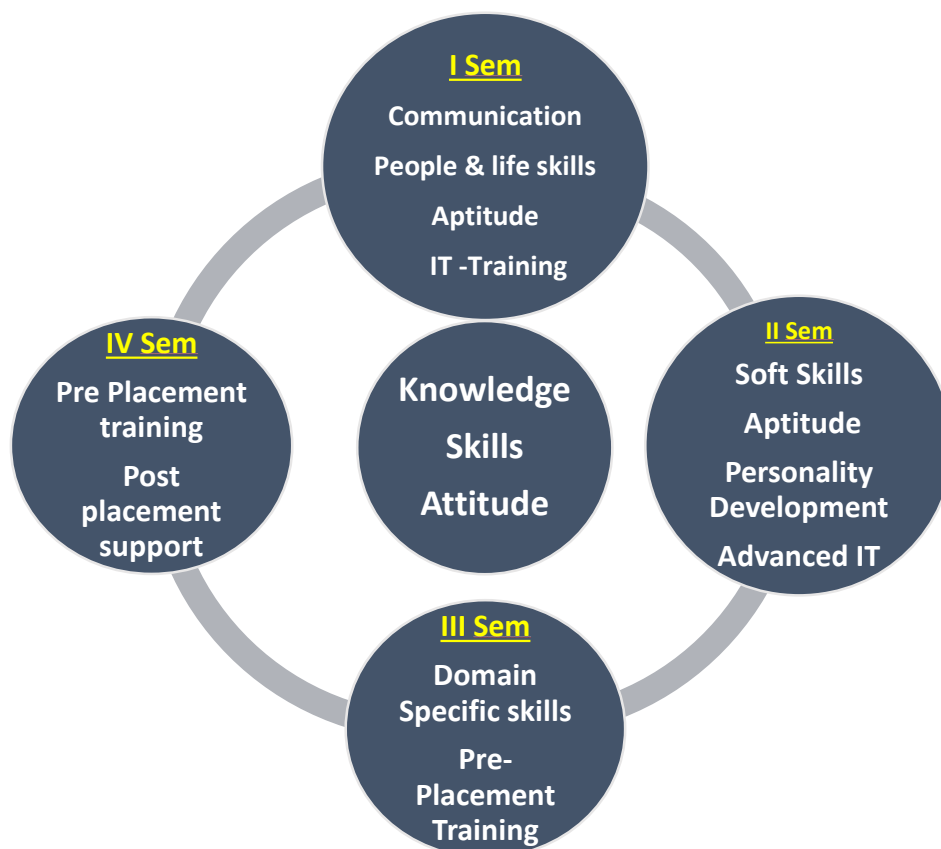 I Sem
Communication
People & life skills
Aptitude
IT -Training
II Sem
Soft Skills
Aptitude
Personality
Development
Advanced IT
III Sem
Domain
Specific skills
Pre-
Placement
Training
IV Sem
Pre Placement
training
Post
placement
support
Knowledge
Skills
Attitude